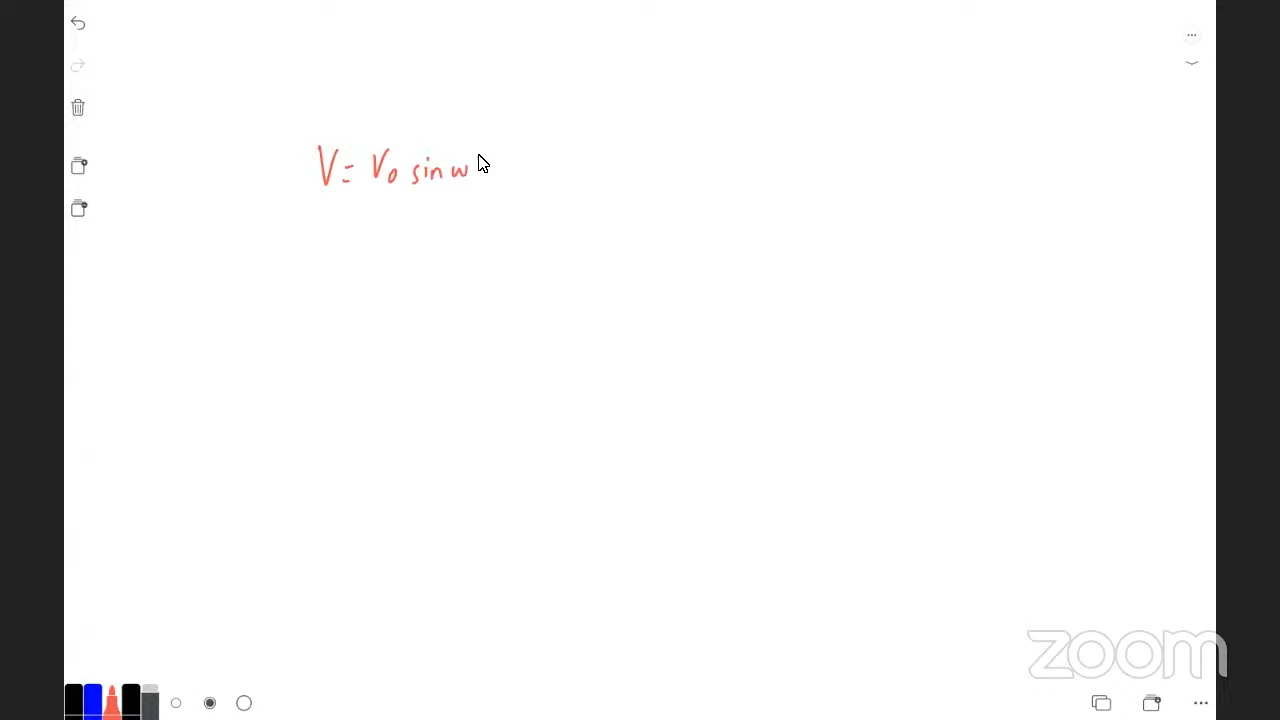 V = V₀ sin ω
zoom